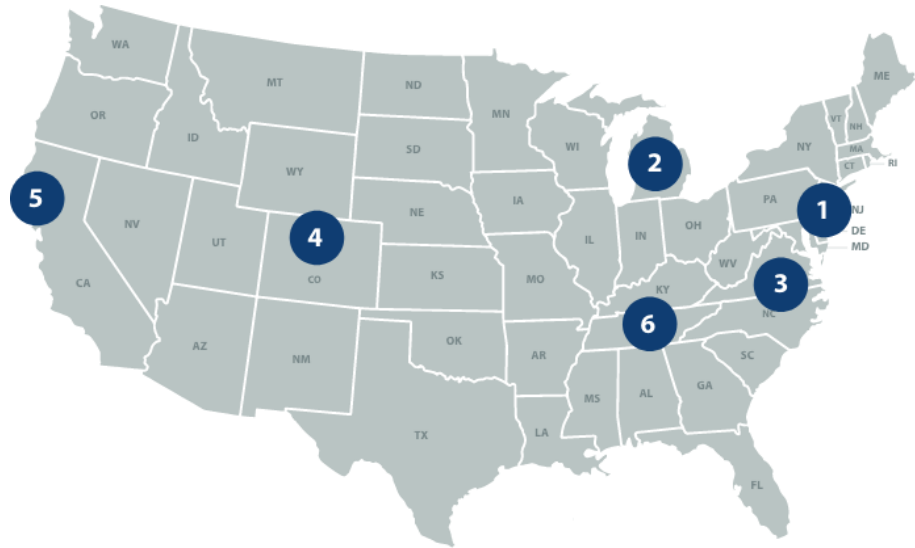 WA
MT
ND
MN
ME
OR
ID
SD
WI
VT
NH
NY
MA
CT
RI
WY
2
5
NV
UT
4
CO
NE
IA
IL
IN
OH
PA
1
NJ
DE
MD
CA
KS
MO
WV
KY
3
NC
6
AZ
NM
OK
AR
SC
TX
LA
MS
AL
GA
FL